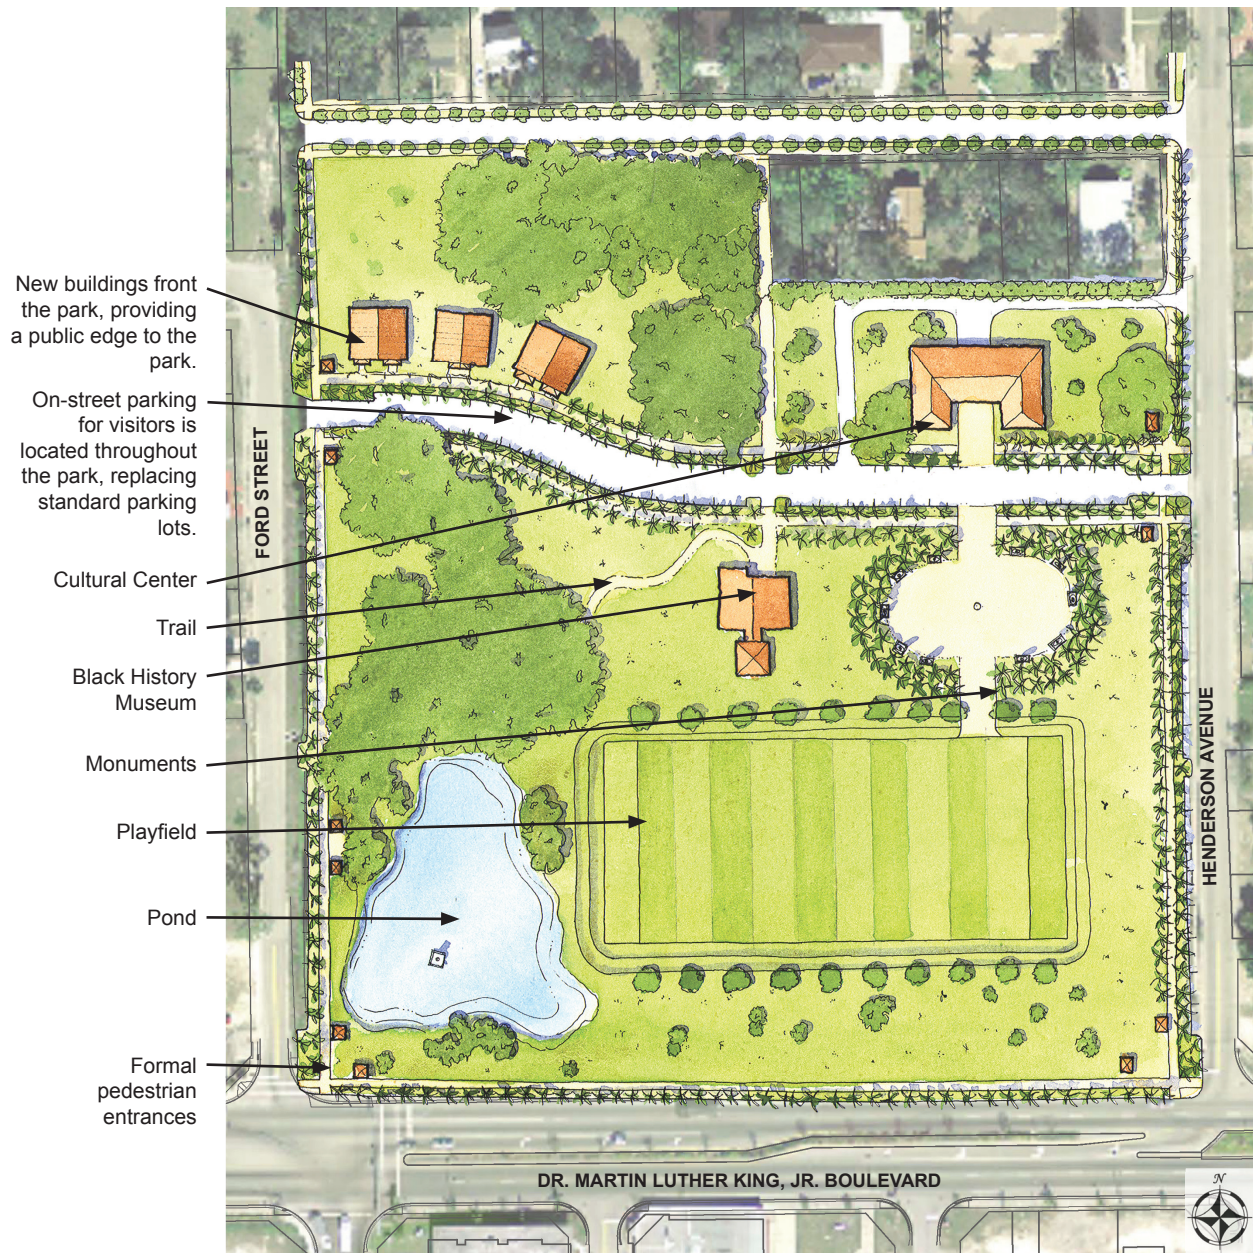 New buildings front
the park, providing
a public edge to the
park.
On-street parking
for visitors is
located throughout
the park, replacing
standard parking
lots.
Cultural Center
Trail
Black History
Museum
Monuments
Playfield
Pond
Formal
pedestrian
entrances
FORD STREET
HENDERSON AVENUE
DR. MARTIN LUTHER KING, JR. BOULEVARD
N